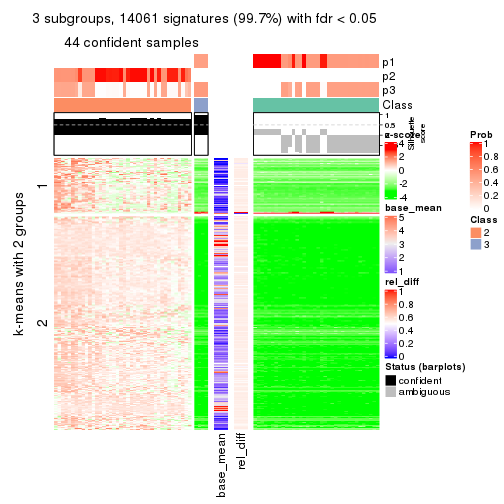 3 subgroups, 14061 signatures (99.7%) with fdr < 0.05
44 confident samples
p1
p2
p3
Class
1
0.5
Silhouette
score
z-score
4
2
0
-2
-4
base_mean
5
4
3
2
1
rel_diff
1
0.8
0.6
0.4
0.2
0
Status (barplots)
confident
ambiguous
Prob
1
0.8
0.6
0.4
0.2
0
Class
2
3
k-means with 2 groups
1
2
base_mean
rel_diff